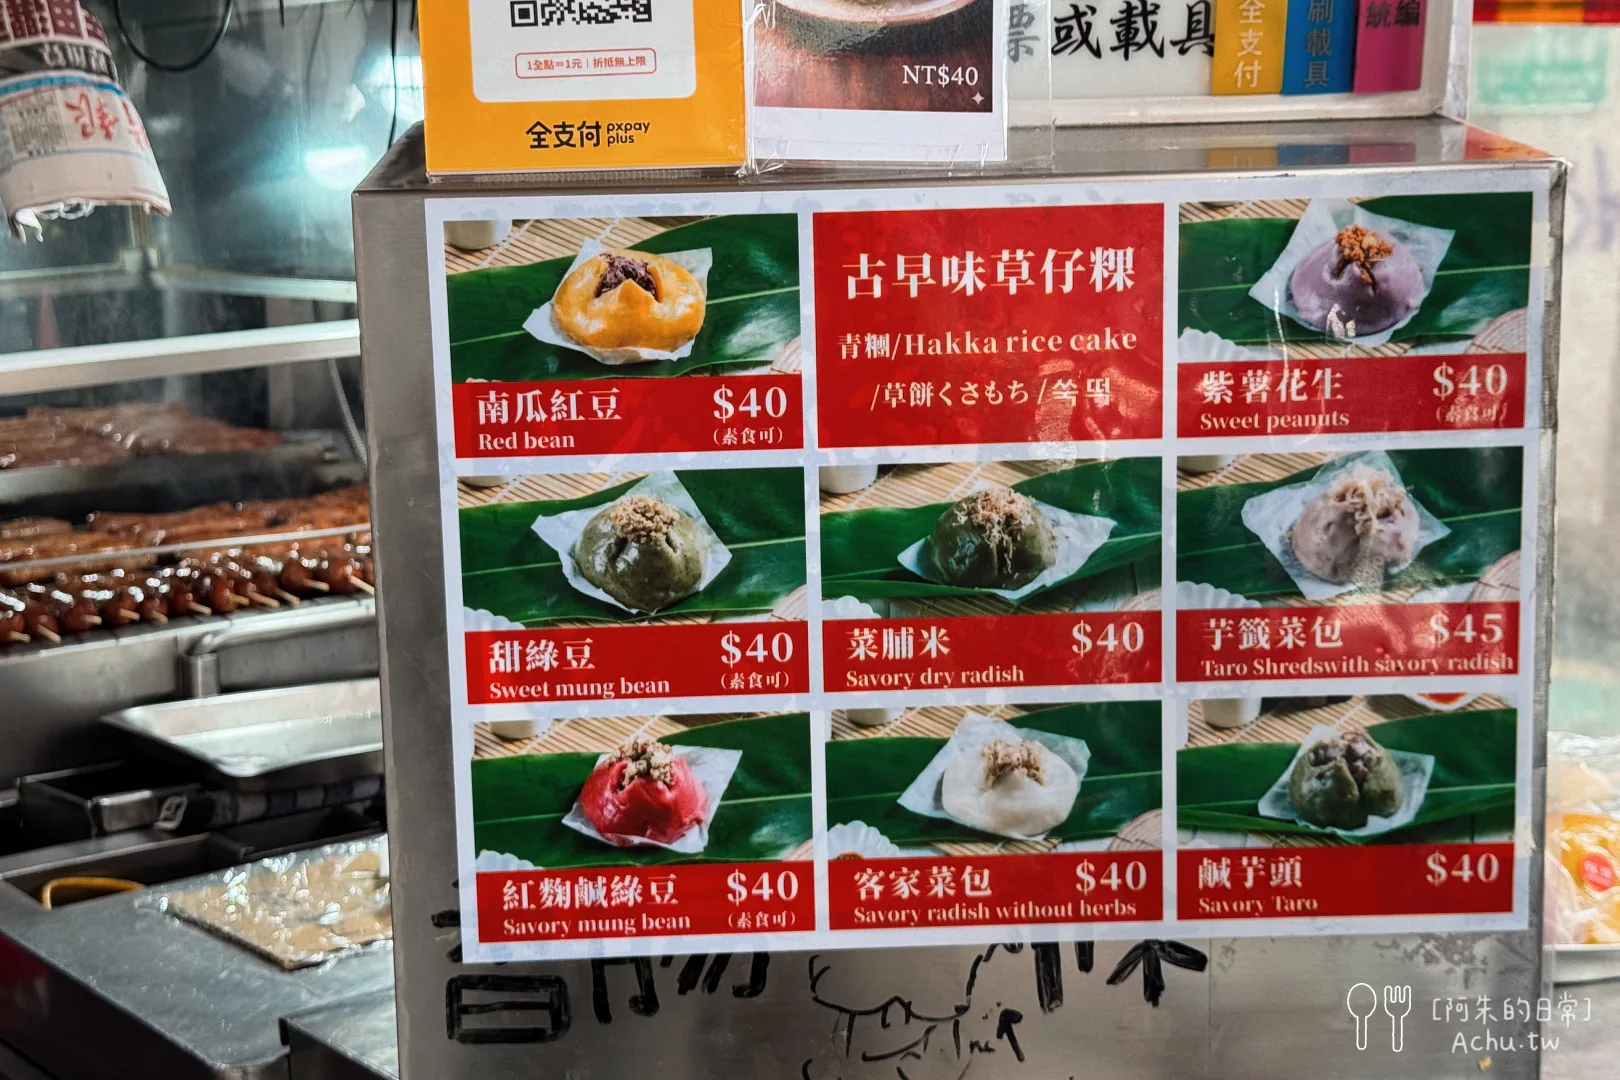 1全點=1元｜折抵無上限
全支付 pxpay plus
NT$40
票或載具
全支付
刷載具
統編
南瓜紅豆 $40
Red bean (素食可)
古早味草仔粿
青糰/Hakka rice cake
/草餅くさもち/쑥떡
紫薯花生 $40
Sweet peanuts (素食可)
甜綠豆 $40
Sweet mung bean (素食可)
菜脯米 $40
Savory dry radish
芋籤菜包 $45
Taro Shredswith savory radish
紅麴鹹綠豆 $40
Savory mung bean (素食可)
客家菜包 $40
Savory radish without herbs
鹹芋頭 $40
Savory Taro
[阿朱的日常]
Achu.tw